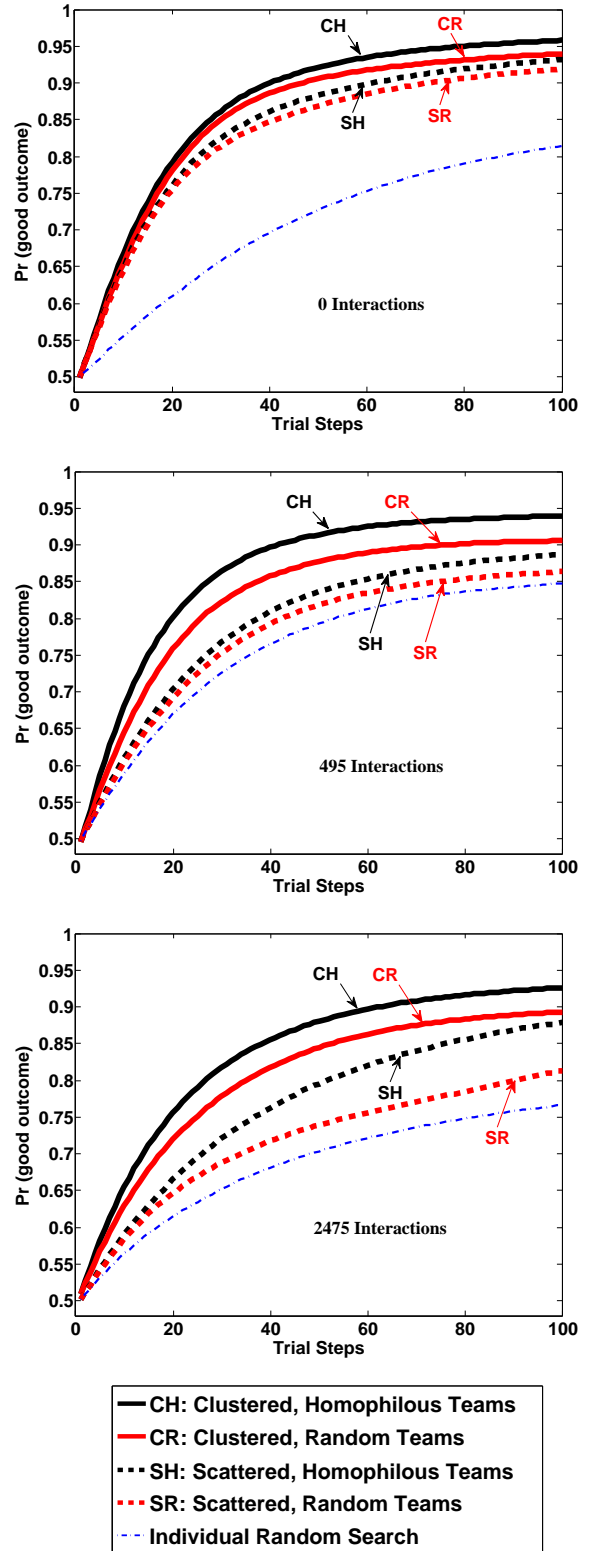 1
0.95
0.9
0.85
0.8
0.75
0.7
0.65
0.6
0.55
0.5
Pr (good outcome)
CH
CR
SH
SR
0 Interactions
0 20 40 60 80 100
Trial Steps
1
0.95
0.9
0.85
0.8
0.75
0.7
0.65
0.6
0.55
0.5
Pr (good outcome)
CH
CR
SH
SR
495 Interactions
0 20 40 60 80 100
Trial Steps
1
0.95
0.9
0.85
0.8
0.75
0.7
0.65
0.6
0.55
0.5
Pr (good outcome)
CH
CR
SH
SR
2475 Interactions
0 20 40 60 80 100
Trial Steps
CH: Clustered, Homophilous Teams
CR: Clustered, Random Teams
SH: Scattered, Homophilous Teams
SR: Scattered, Random Teams
Individual Random Search